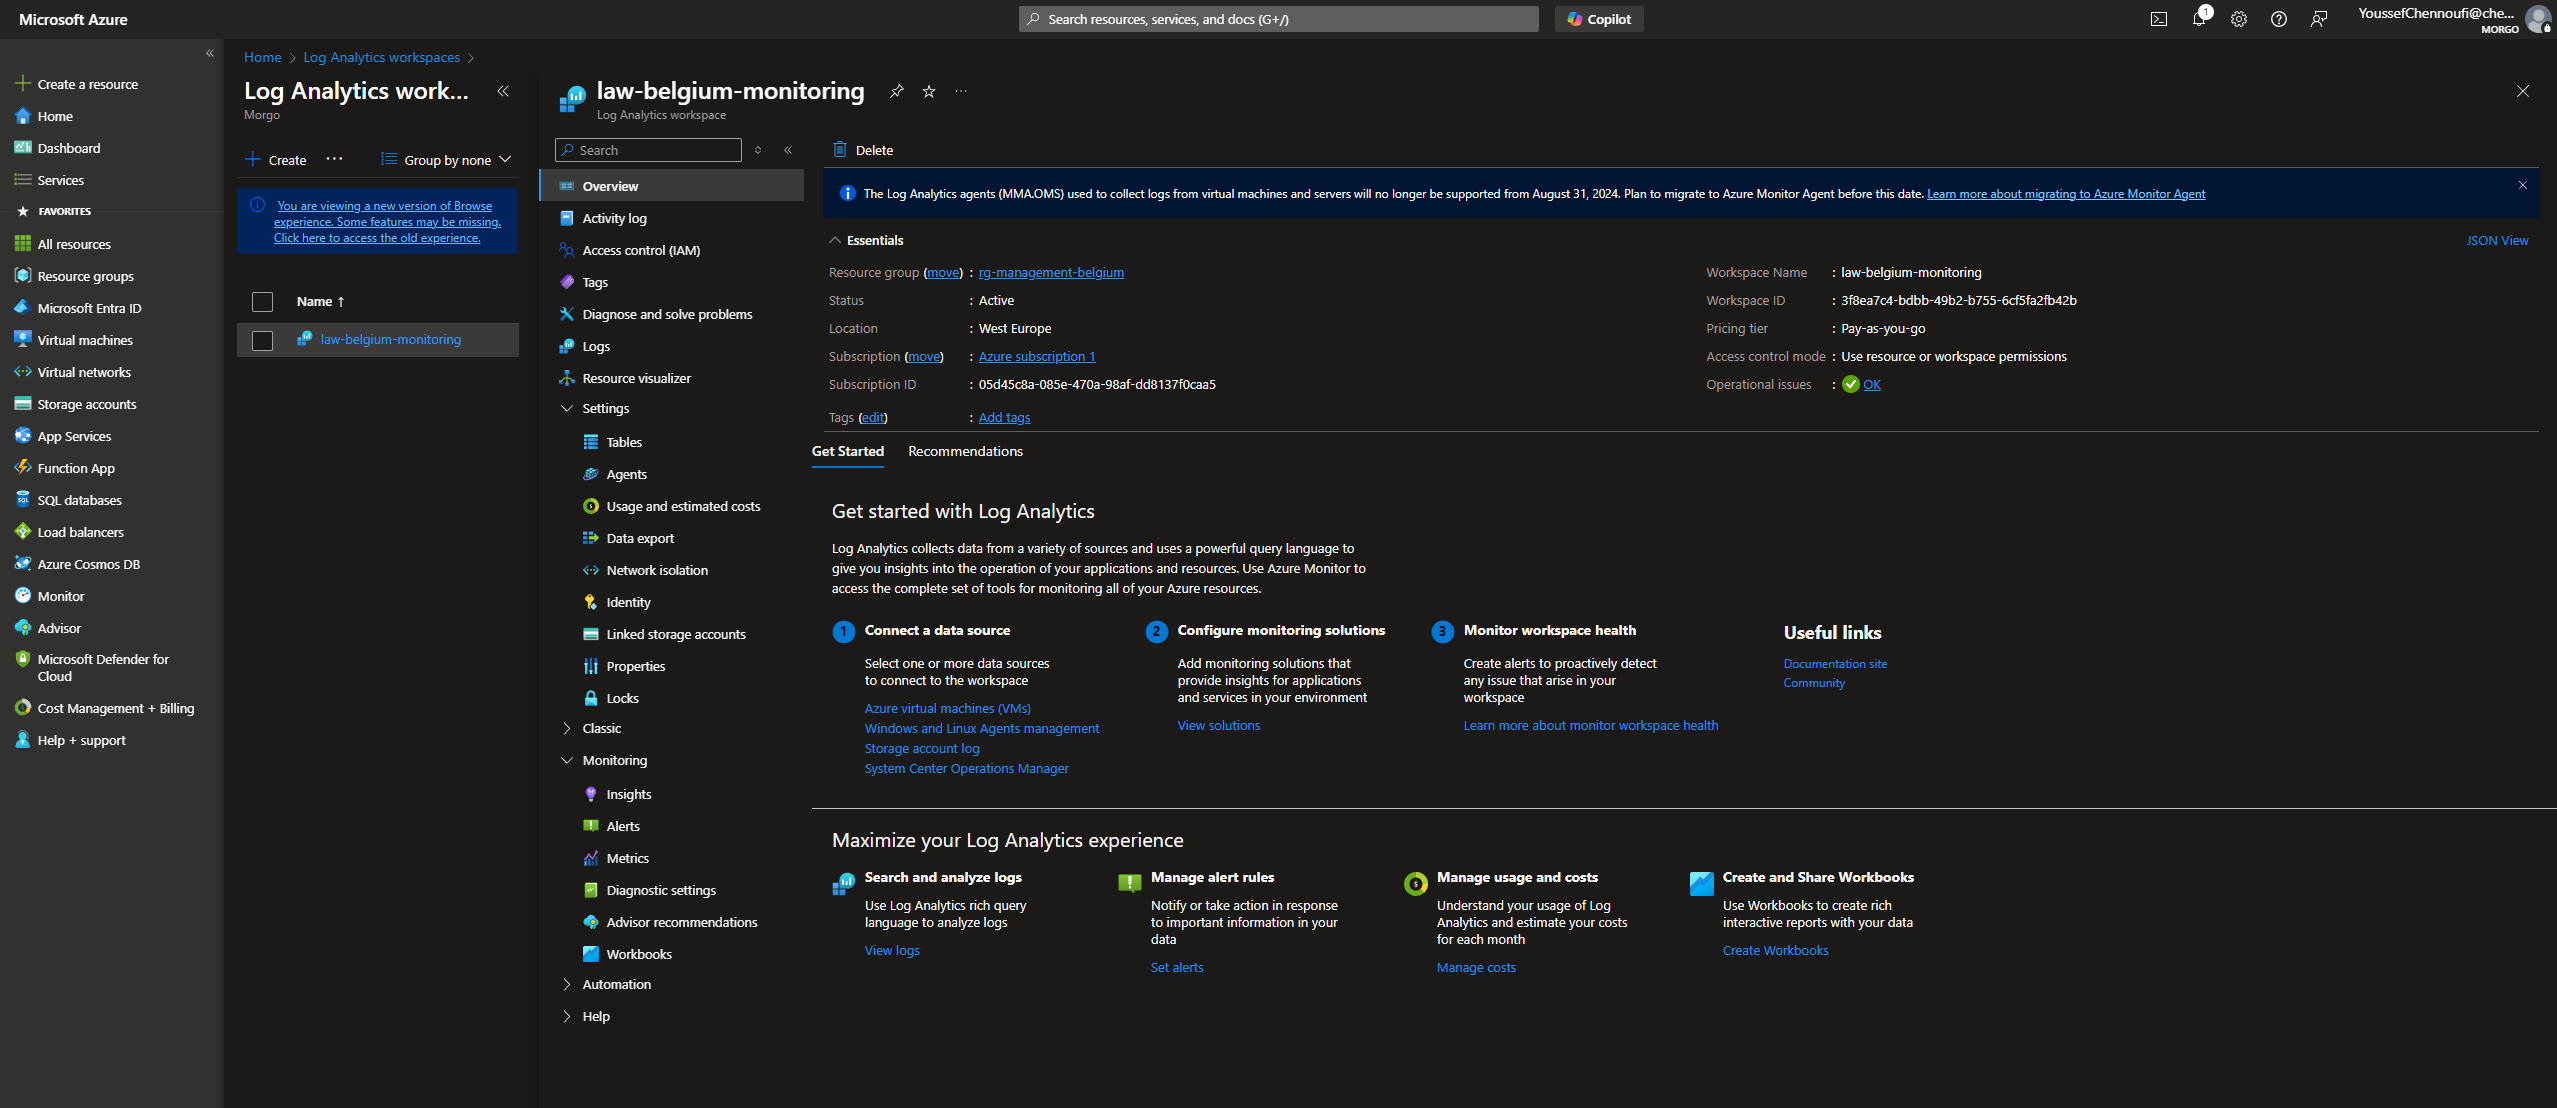 Microsoft Azure
Search resources, services, and docs (G+/)
Copilot
1
YoussefChennoufi@che...
MORGO
Create a resource
Home
Dashboard
Services
FAVORITES
All resources
Resource groups
Microsoft Entra ID
Virtual machines
Virtual networks
Storage accounts
App Services
Function App
SQL databases
Load balancers
Azure Cosmos DB
Monitor
Advisor
Microsoft Defender for
Cloud
Cost Management + Billing
Help + support
Home > Log Analytics workspaces >
Log Analytics work...
Morgo
Create
Group by none
You are viewing a new version of Browse
experience. Some features may be missing.
Click here to access the old experience.
Name ↑
law-belgium-monitoring
law-belgium-monitoring
Log Analytics workspace
Search
Overview
Activity log
Access control (IAM)
Tags
Diagnose and solve problems
Logs
Resource visualizer
Settings
Tables
Agents
Usage and estimated costs
Data export
Network isolation
Identity
Linked storage accounts
Properties
Locks
Classic
Monitoring
Insights
Alerts
Metrics
Diagnostic settings
Advisor recommendations
Workbooks
Automation
Help
Delete
The Log Analytics agents (MMA,OMS) used to collect logs from virtual machines and servers will no longer be supported from August 31, 2024. Plan to migrate to Azure Monitor Agent before this date. Learn more about migrating to Azure Monitor Agent
Essentials
JSON View
Resource group (move) : rg-management-belgium
Status : Active
Location : West Europe
Subscription (move) : Azure subscription 1
Subscription ID : 05d45c8a-085e-470a-98af-dd8137f0caa5
Tags (edit) : Add tags
Workspace Name : law-belgium-monitoring
Workspace ID : 3f8ea7c4-bdbb-49b2-b755-6cf5fa2fb42b
Pricing tier : Pay-as-you-go
Access control mode : Use resource or workspace permissions
Operational issues : OK
Get Started
Recommendations
Get started with Log Analytics
Log Analytics collects data from a variety of sources and uses a powerful query language to
give you insights into the operation of your applications and resources. Use Azure Monitor to
access the complete set of tools for monitoring all of your Azure resources.
1 Connect a data source
Select one or more data sources
to connect to the workspace
Azure virtual machines (VMs)
Windows and Linux Agents management
Storage account log
System Center Operations Manager
2 Configure monitoring solutions
Add monitoring solutions that
provide insights for applications
and services in your environment
View solutions
3 Monitor workspace health
Create alerts to proactively detect
any issue that arise in your
workspace
Learn more about monitor workspace health
Useful links
Documentation site
Community
Maximize your Log Analytics experience
Search and analyze logs
Use Log Analytics rich query
language to analyze logs
View logs
Manage alert rules
Notify or take action in response
to important information in your
data
Set alerts
Manage usage and costs
Understand your usage of Log
Analytics and estimate your costs
for each month
Manage costs
Create and Share Workbooks
Use Workbooks to create rich
interactive reports with your data
Create Workbooks